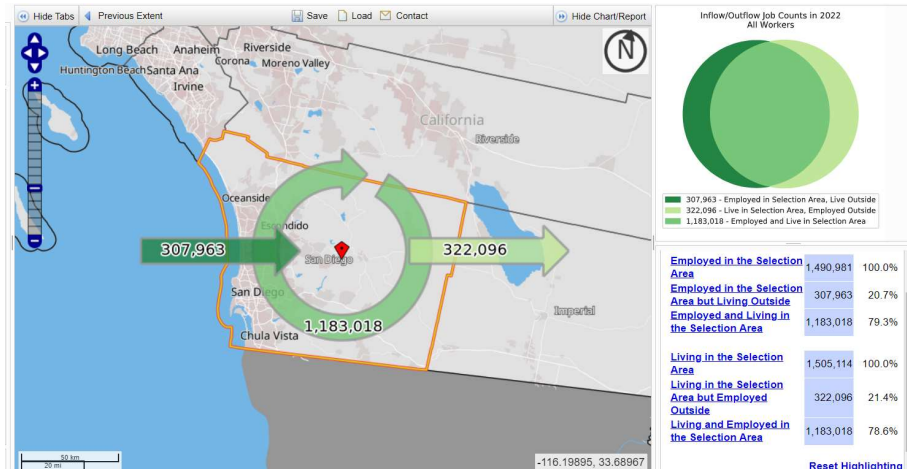 Hide Tabs
Previous Extent
Save
Load
Contact
Hide Chart/Report
Long Beach
Anaheim
Riverside
Corona
Moreno Valley
Huntington Beach
Santa Ana
Irvine
N
California
Riverside
Oceanside
Escondido
307,963
322,096
San Diego
San Diego
1,183,018
Imperial
Chula Vista
50 km
20 mi
-116.19895, 33.68967
Inflow/Outflow Job Counts in 2022
All Workers
307,963 - Employed in Selection Area, Live Outside
322,096 - Live in Selection Area, Employed Outside
1,183,018 - Employed and Live in Selection Area
Employed in the Selection
Area 1,490,981 100.0%
Employed in the Selection
Area but Living Outside 307,963 20.7%
Employed and Living in
the Selection Area 1,183,018 79.3%
Living in the Selection
Area 1,505,114 100.0%
Living in the Selection
Area but Employed 322,096 21.4%
Outside
Living and Employed in
the Selection Area 1,183,018 78.6%
Reset Highlighting